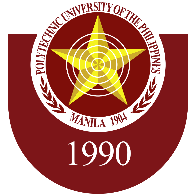 POLYTECHNIC UNIVERSITY OF THE PHILIPPINES
MANILA 1904
1990